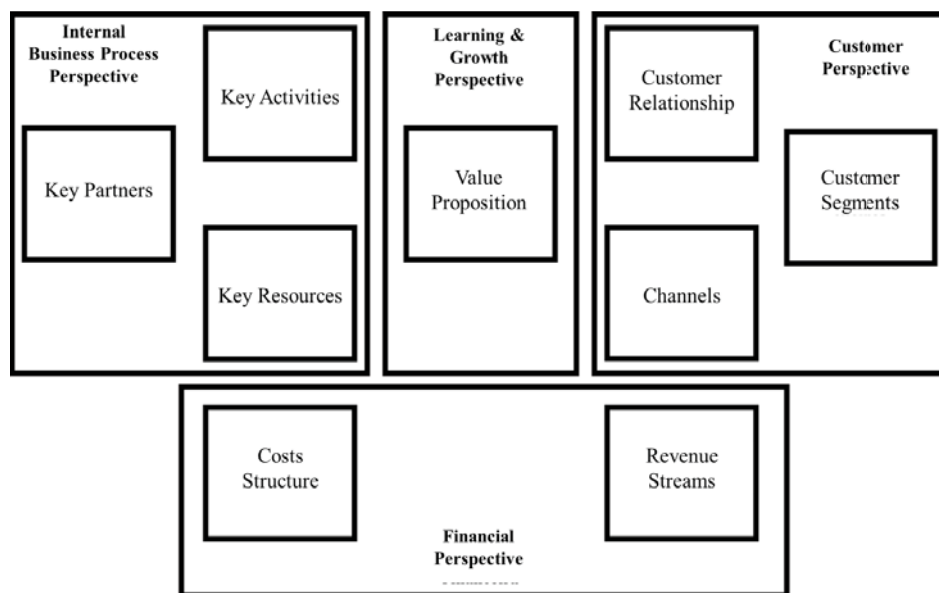 Internal
Business Process
Perspective
Key Activities
Key Partners
Key Resources
Learning &
Growth
Perspective
Value
Proposition
Customer
Relationship
Customer
Perspective
Customer
Segments
Channels
Costs
Structure
Revenue
Streams
Financial
Perspective